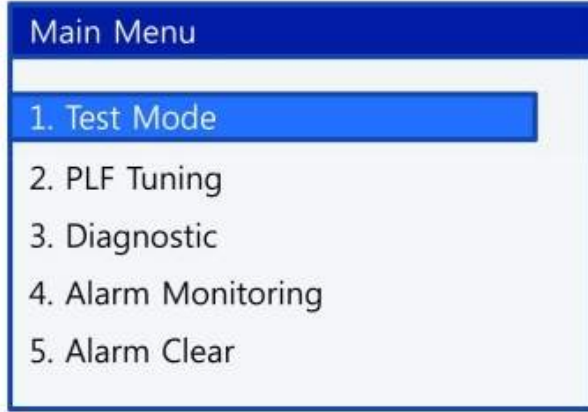 Main Menu
1. Test Mode
2. PLF Tuning
3. Diagnostic
4. Alarm Monitoring
5. Alarm Clear